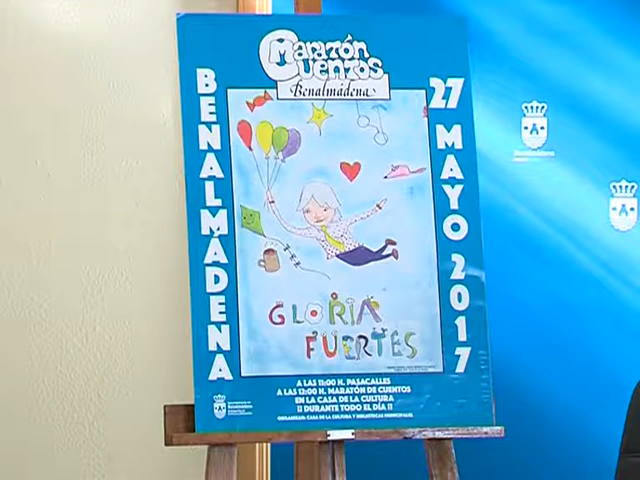 Maratón
Cuentos
Benalmádena
BENALMÁDENA
27 MAYO 2017
GLORIA
FUERTES
A LAS 11:00 H. PASACALLES
A LAS 12:00 H. MARATÓN DE CUENTOS
EN LA CASA DE LA CULTURA
¡¡ DURANTE TODO EL DÍA !!
ORGANIZAN: CASA DE LA CULTURA Y BIBLIOTECAS MUNICIPALES